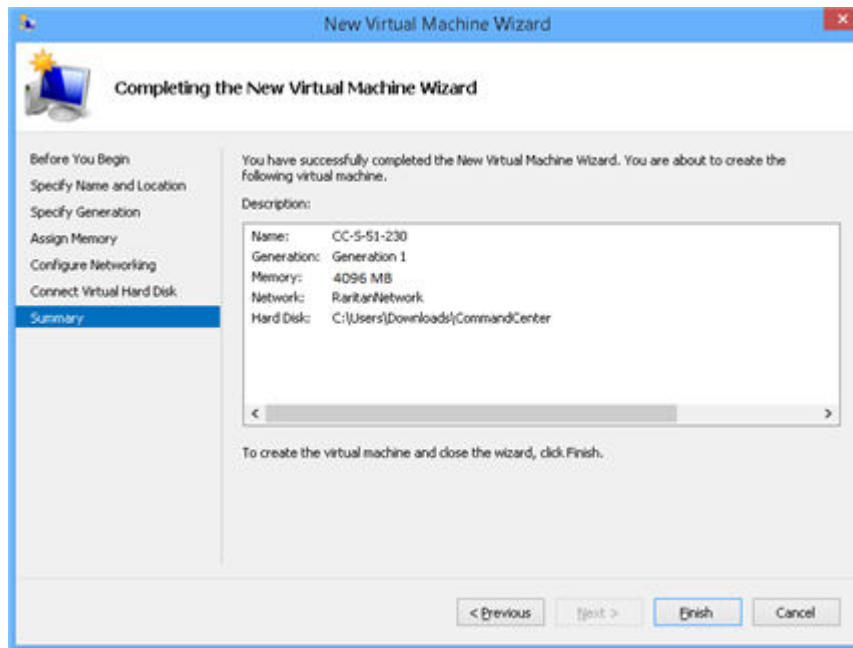 New Virtual Machine Wizard
Completing the New Virtual Machine Wizard
Before You Begin
Specify Name and Location
Specify Generation
Assign Memory
Configure Networking
Connect Virtual Hard Disk
Summary
You have successfully completed the New Virtual Machine Wizard. You are about to create the
following virtual machine.
Description:
Name: CC-S-51-230
Generation: Generation 1
Memory: 4096 MB
Network: RaritanNetwork
Hard Disk: C:\Users\Downloads\CommandCenter
To create the virtual machine and close the wizard, click Finish.
< Previous
Next >
Finish
Cancel